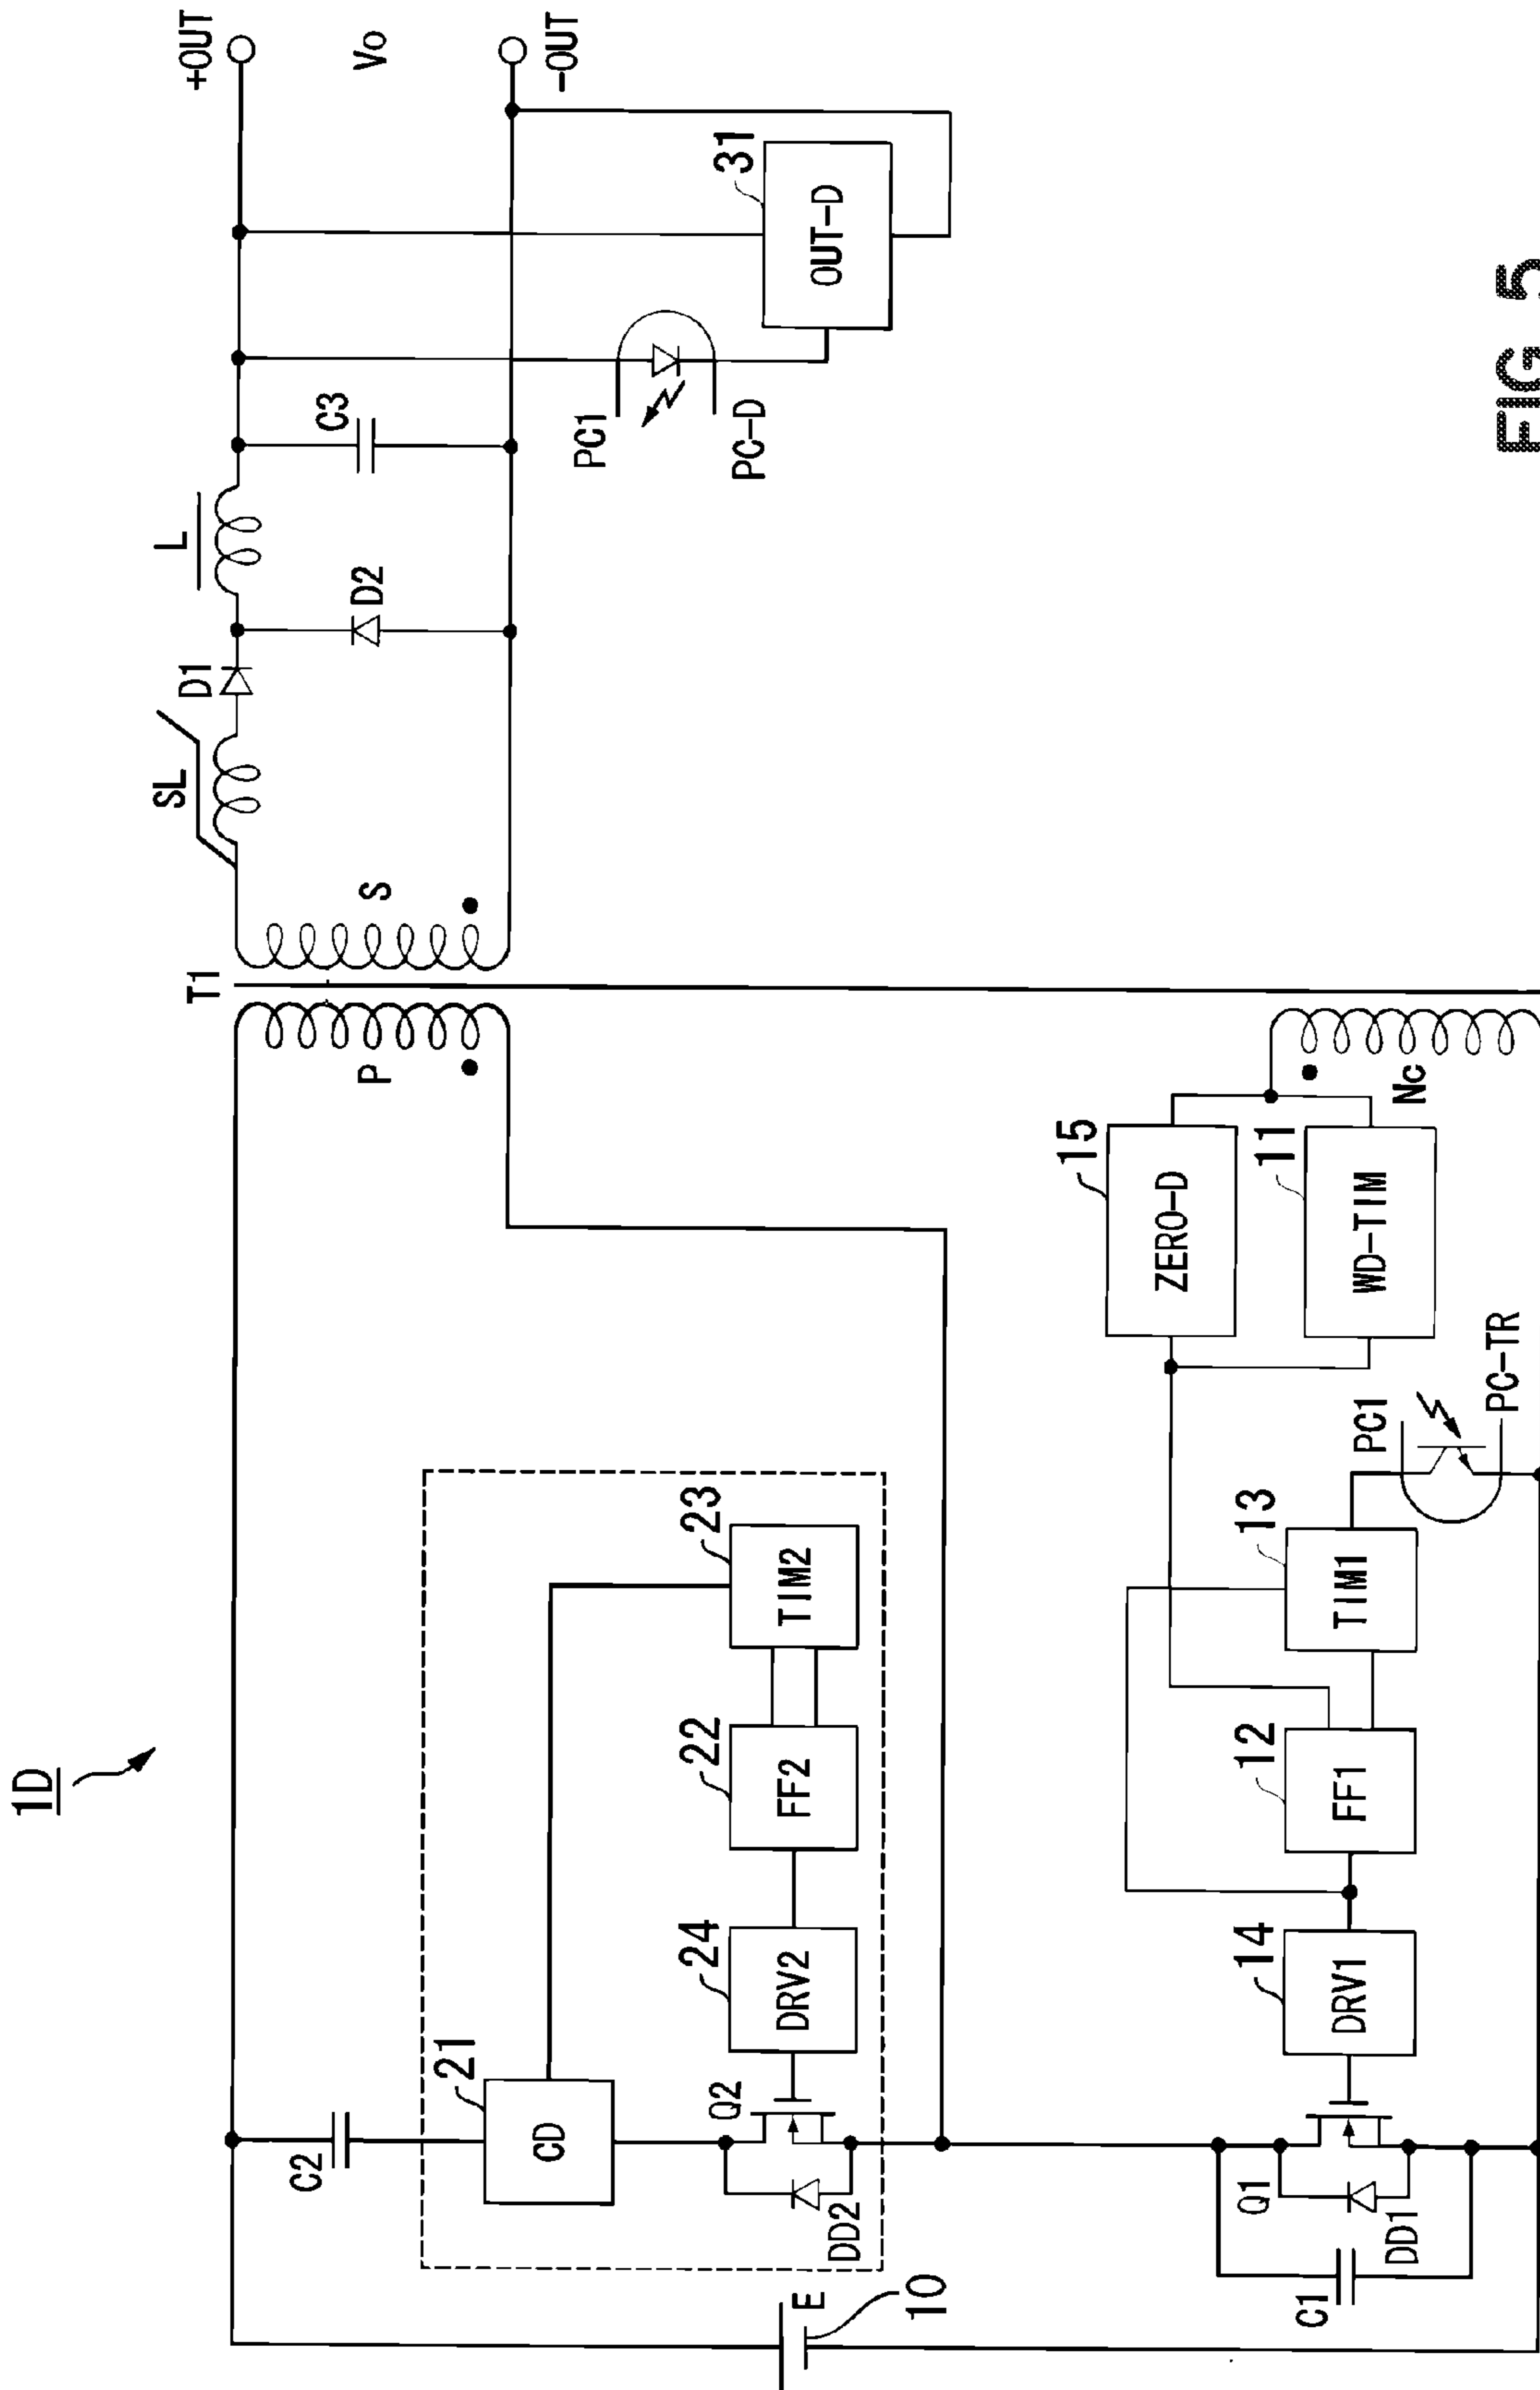 1D
+OUT
Vo
-OUT
31
OUT-D
PC1
PC-D
C3
L
D2
D1
SL
S
T1
P
Nc
15
ZERO-D
11
WD-TIM
PC-TR
PC1
13
TIM1
12
FF1
14
DRV1
Q1
DD1
C1
23
TIM2
22
FF2
24
DRV2
21
CD
Q2
DD2
C2
E
10
FIG 5